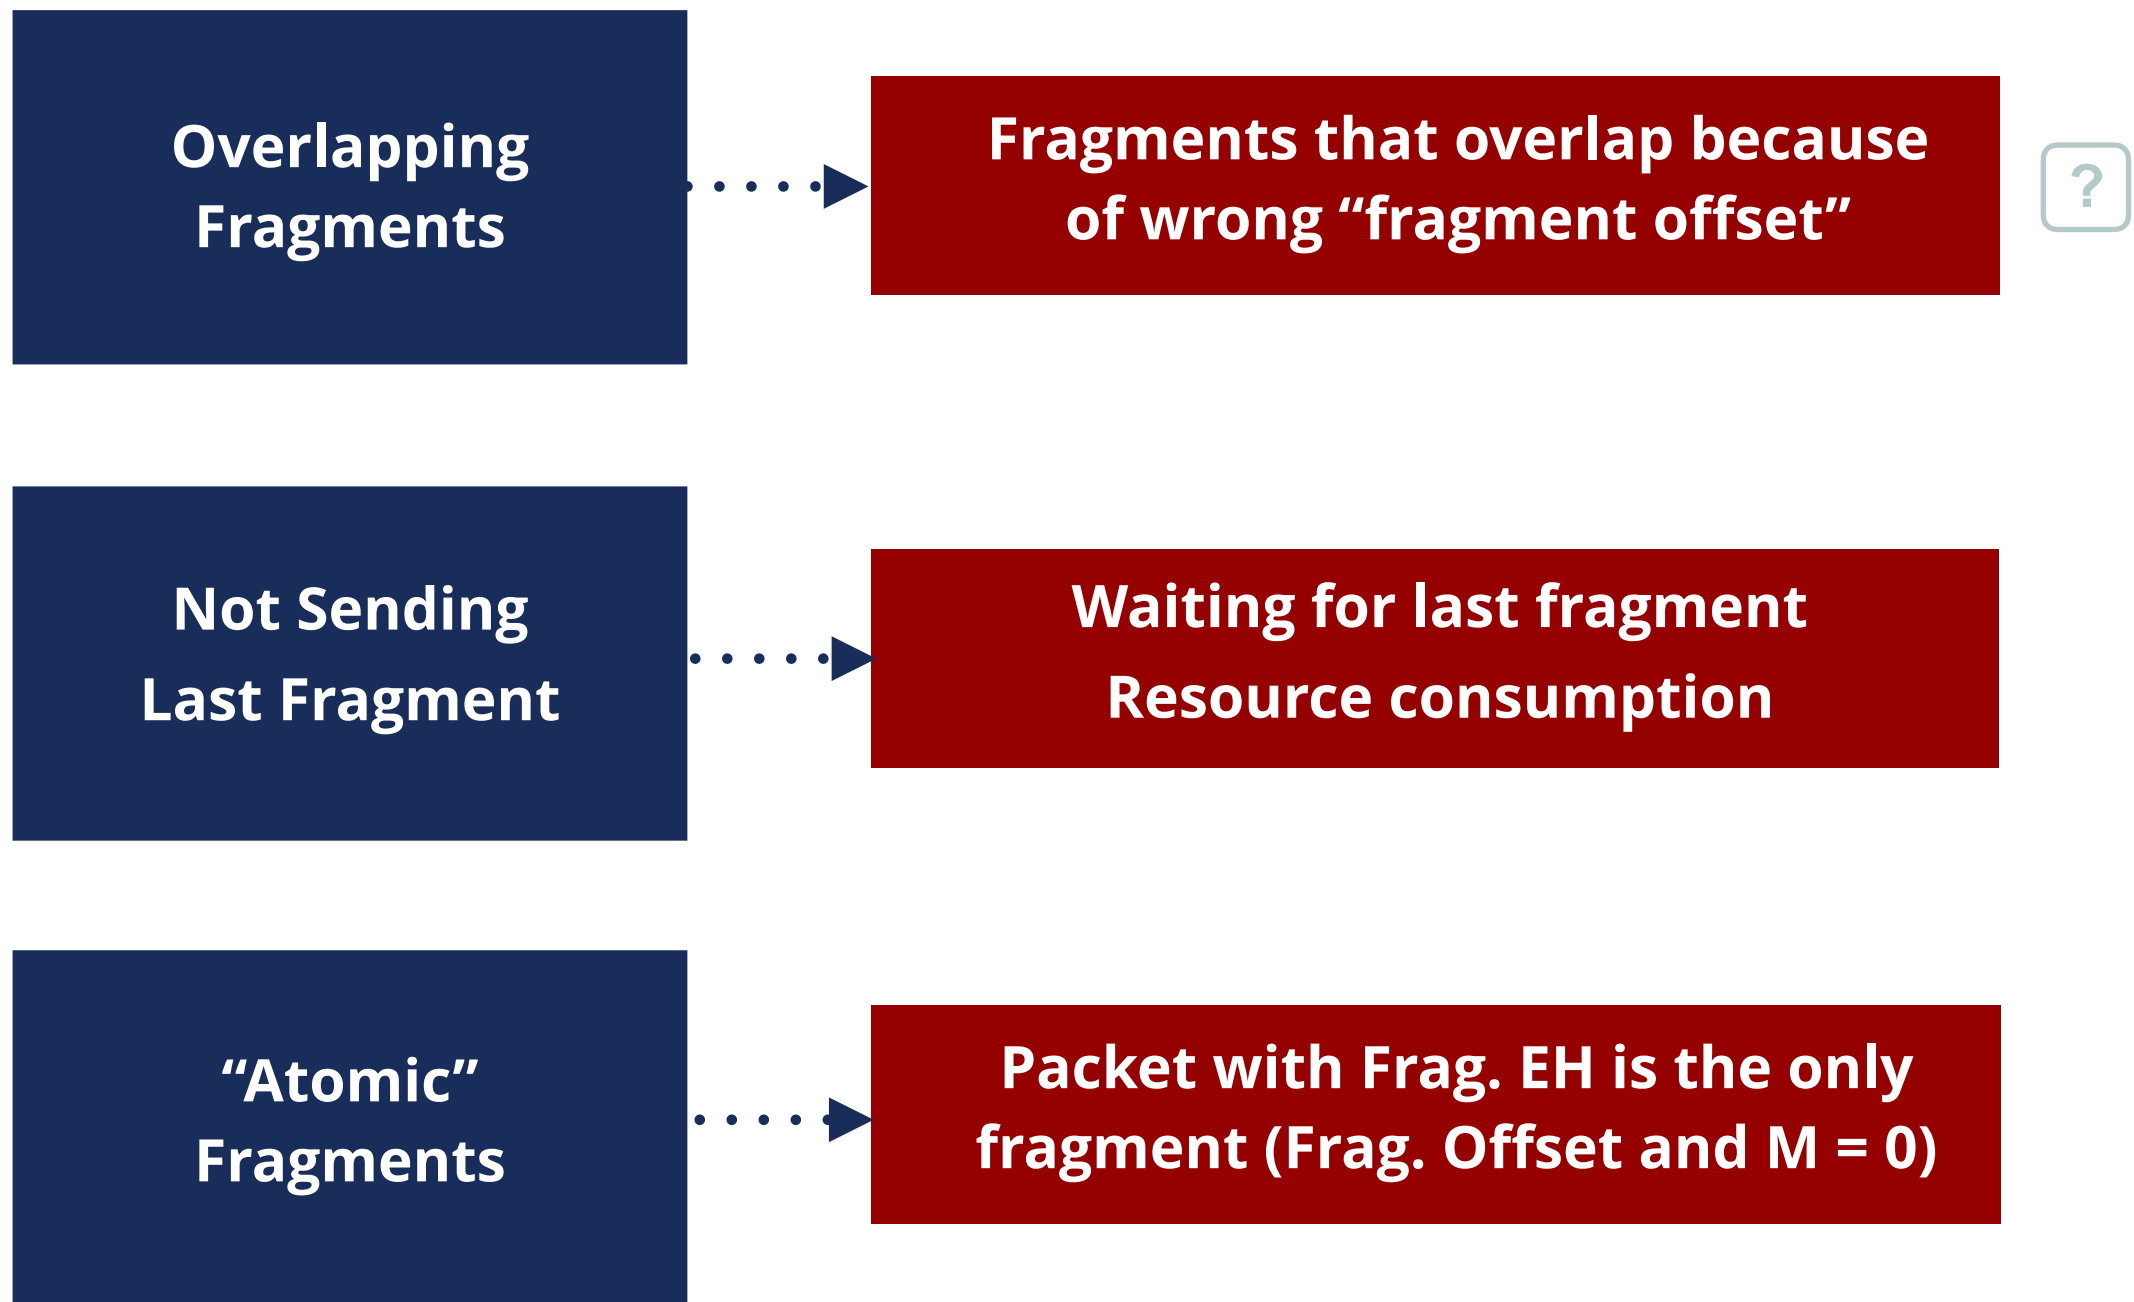 Overlapping
Fragments
Fragments that overlap because
of wrong “fragment offset”
?
Not Sending
Last Fragment
Waiting for last fragment
Resource consumption
“Atomic”
Fragments
Packet with Frag. EH is the only
fragment (Frag. Offset and M = 0)